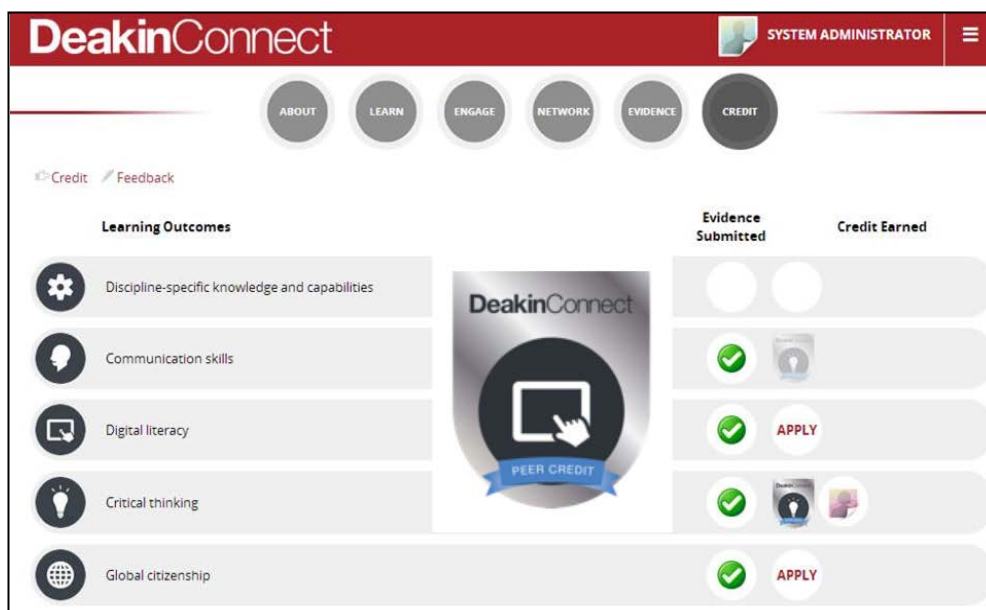 DeakinConnect
SYSTEM ADMINISTRATOR
ABOUT
LEARN
ENGAGE
NETWORK
EVIDENCE
CREDIT
Credit
Feedback
Learning Outcomes
Evidence Submitted
Credit Earned
Discipline-specific knowledge and capabilities
DeakinConnect
PEER CREDIT
Communication skills
Digital literacy
APPLY
Critical thinking
Global citizenship
APPLY